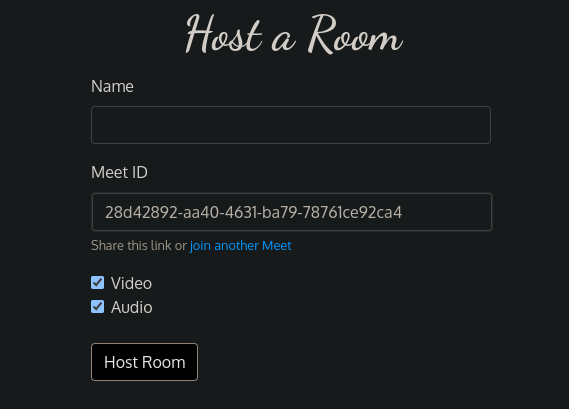 Host a Room
Name
Meet ID
28d42892-aa40-4631-ba79-78761ce92ca4
Share this link or join another Meet
Video
Audio
Host Room